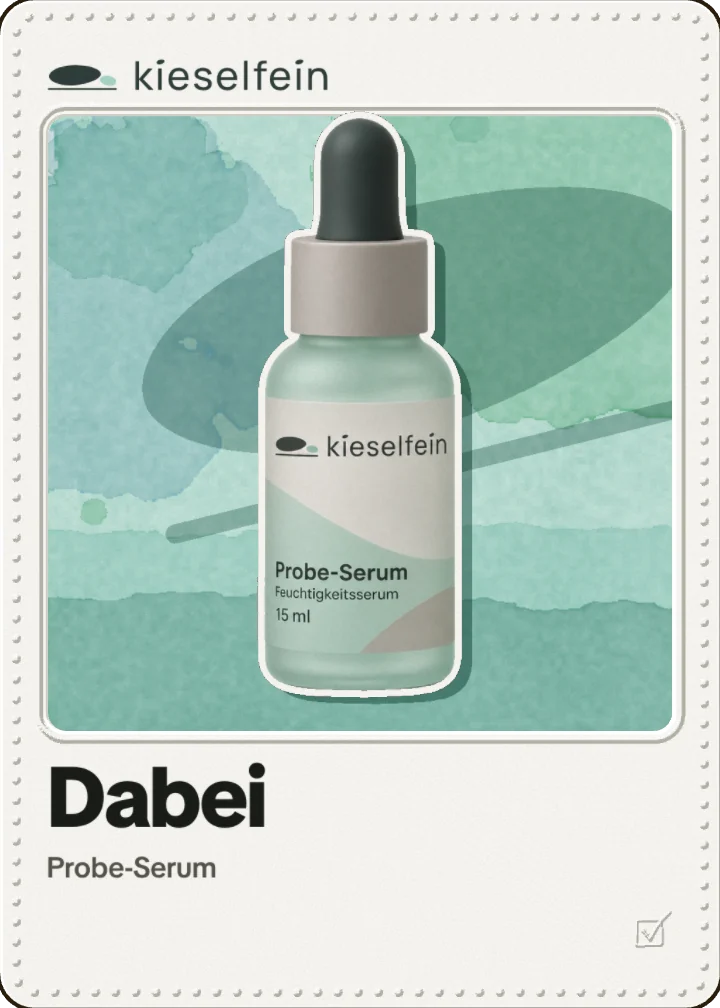 kieselfein
kieselfein
Probe-Serum
Feuchtigkeitsserum
15 ml
Dabei
Probe-Serum